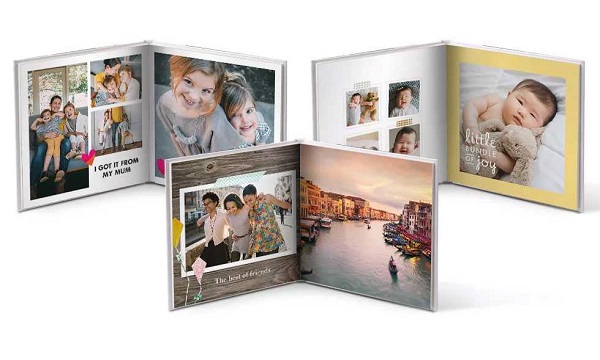 I GOT IT FROM
MY MUM
little
BUNDLE
OF
joy
The best of friends